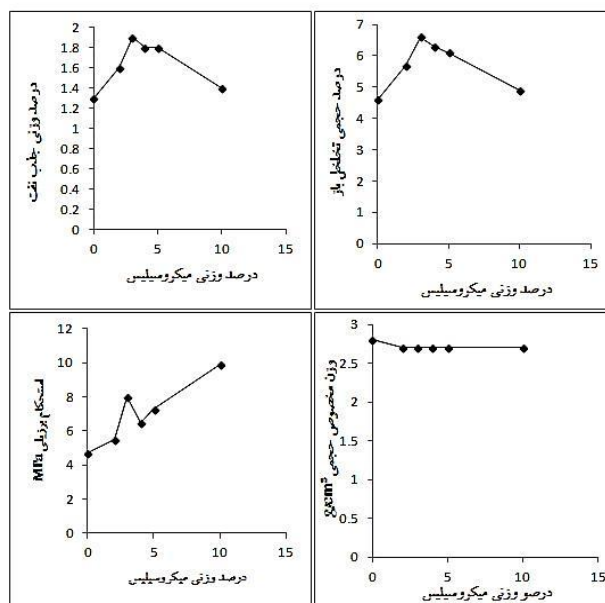 درصد وزنی جذب نفت
2
1.8
1.6
1.4
1.2
1
0.8
0.6
0.4
0.2
0
0 5 10 15
درصد وزنی میکروسیلیس
درصد حجمی تخلخل باز
7
6
5
4
3
2
1
0
0 5 10 15
درصد وزنی میکروسیلیس
استحکام برزیلی MPa
12
10
8
6
4
2
0
0 5 10 15
درصد وزنی میکروسیلیس
وزن مخصوص حجمی g/cm³
3
2.5
2
1.5
1
0.5
0
0 5 10 15
درصو وزنی میکروسیلیس